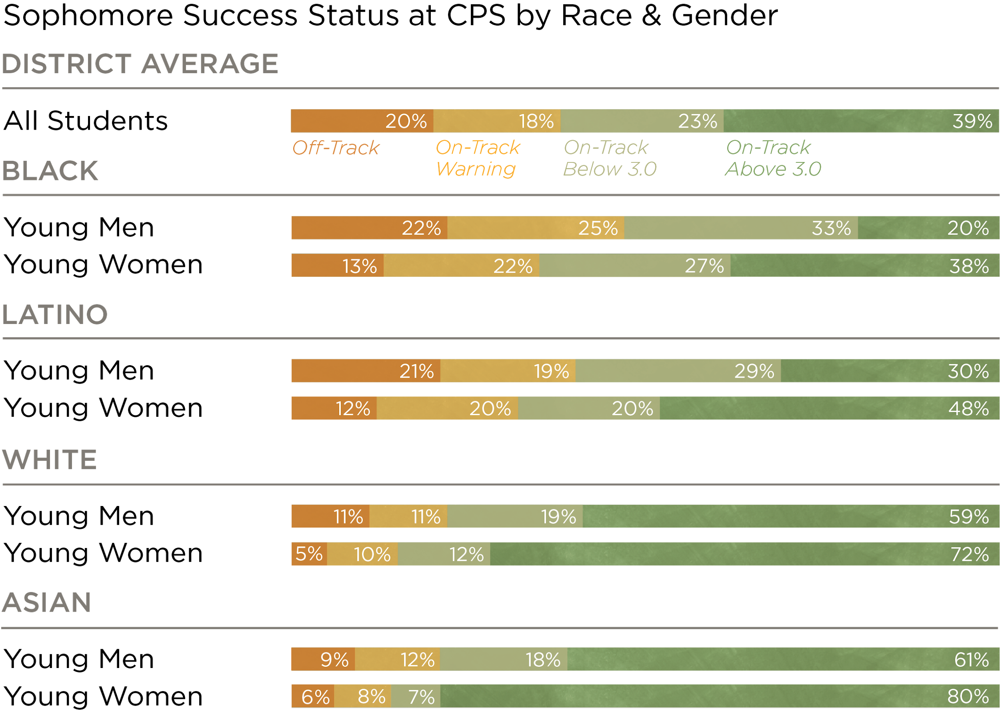 Sophomore Success Status at CPS by Race & Gender
DISTRICT AVERAGE
All Students 20% 18% 23% 39%
Off-Track On-Track Warning On-Track Below 3.0 On-Track Above 3.0
BLACK
Young Men 22% 25% 33% 20%
Young Women 13% 22% 27% 38%
LATINO
Young Men 21% 19% 29% 30%
Young Women 12% 20% 20% 48%
WHITE
Young Men 11% 11% 19% 59%
Young Women 5% 10% 12% 72%
ASIAN
Young Men 9% 12% 18% 61%
Young Women 6% 8% 7% 80%